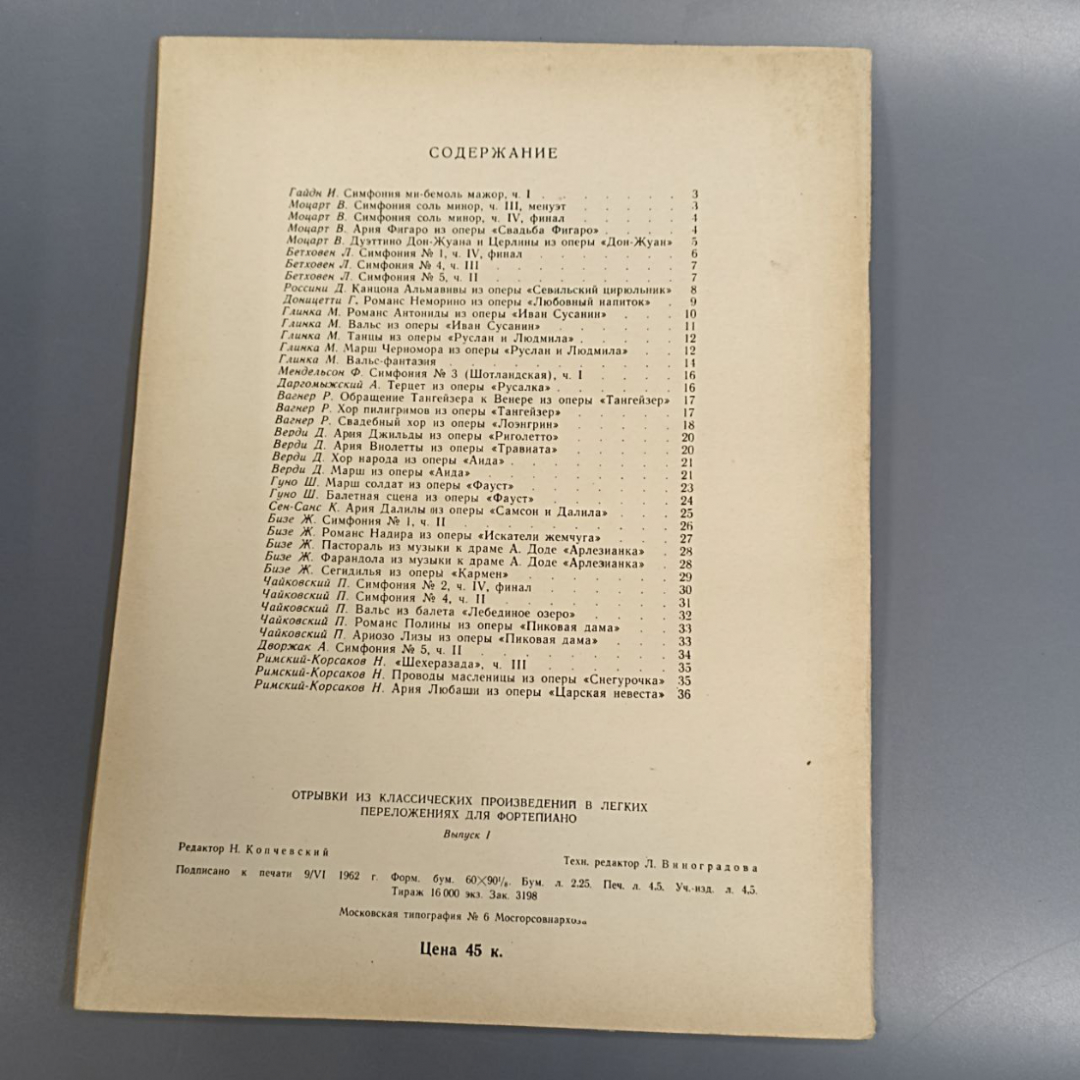 СОДЕРЖАНИЕ
Гайдн И. Симфония ми-бемоль мажор, ч. I . . . . . . . 3
Моцарт В. Симфония соль минор, ч. III, менуэт . . . . . 3
Моцарт В. Симфония соль минор, ч. IV, финал . . . . . 4
Моцарт В. Ария Фигаро из оперы «Свадьба Фигаро» . . . . 4
Моцарт В. Дуэттино Дон-Жуана и Церлины из оперы «Дон-Жуан» 5
Бетховен Л. Симфония № 1, ч. IV, финал . . . . . . . 6
Бетховен Л. Симфония № 4, ч. III . . . . . . . . 7
Бетховен Л. Симфония № 5, ч. II . . . . . . . . 7
Россини Д. Канцона Альмавивы из оперы «Севильский цирюльник» 8
Доницетти Г. Романс Неморино из оперы «Любовный напиток» . 9
Глинка М. Романс Антониды из оперы «Иван Сусанин» . . . 10
Глинка М. Вальс из оперы «Иван Сусанин» . . . . . . 11
Глинка М. Танцы из оперы «Руслан и Людмила» . . . . . 12
Глинка М. Марш Черномора из оперы «Руслан и Людмила» . . 12
Глинка М. Вальс-фантазия . . . . . . . . . . 14
Мендельсон Ф. Симфония № 3 (Шотландская), ч. I . . . . 16
Даргомыжский А. Терцет из оперы «Русалка» . . . . . . 16
Вагнер Р. Обращение Тангейзера к Венере из оперы «Тангейзер» 17
Вагнер Р. Хор пилигримов из оперы «Тангейзер» . . . . . 17
Вагнер Р. Свадебный хор из оперы «Лоэнгрин» . . . . . 18
Верди Д. Ария Джильды из оперы «Риголетто» . . . . . 20
Верди Д. Ария Виолетты из оперы «Травиата» . . . . . 20
Верди Д. Хор народа из оперы «Аида» . . . . . . . . 21
Верди Д. Марш из оперы «Аида» . . . . . . . . . 21
Гуно Ш. Марш солдат из оперы «Фауст» . . . . . . . 23
Гуно Ш. Балетная сцена из оперы «Фауст» . . . . . . 24
Сен-Санс К. Ария Далилы из оперы «Самсон и Далила» . . . . 25
Бизе Ж. Симфония № 1, ч. II . . . . . . . . . 26
Бизе Ж. Романс Надира из оперы «Искатели жемчуга» . . . 27
Бизе Ж. Пастораль из музыки к драме А. Доде «Арлезианка» . 28
Бизе Ж. Фарандола из музыки к драме А. Доде «Арлезианка» . 28
Бизе Ж. Сегидилья из оперы «Кармен» . . . . . . . 29
Чайковский П. Симфония № 2, ч. IV, финал . . . . . . 30
Чайковский П. Симфония № 4, ч. II . . . . . . . . 31
Чайковский П. Вальс из балета «Лебединое озеро» . . . . 32
Чайковский П. Романс Полины из оперы «Пиковая дама» . . 33
Чайковский П. Ариозо Лизы из оперы «Пиковая дама» . . . 33
Дворжак А. Симфония № 5, ч. II . . . . . . . . . 34
Римский-Корсаков Н. «Шехеразада», ч. III . . . . . . 35
Римский-Корсаков Н. Проводы масленицы из оперы «Снегурочка» 35
Римский-Корсаков Н. Ария Любаши из оперы «Царская невеста» 36
ОТРЫВКИ ИЗ КЛАССИЧЕСКИХ ПРОИЗВЕДЕНИЙ В ЛЕГКИХ
ПЕРЕЛОЖЕНИЯХ ДЛЯ ФОРТЕПИАНО
Выпуск I
Редактор Н. Копчевский Техн. редактор Л. Виноградова
Подписано к печати 9/VI 1962 г. Форм. бум. 60×90¹/₈. Бум. л. 2.25. Печ. л. 4,5. Уч.-изд. л. 4,5.
Тираж 16 000 экз. Зак. 3198
Московская типография № 6 Мосгорсовнархоза
Цена 45 к.